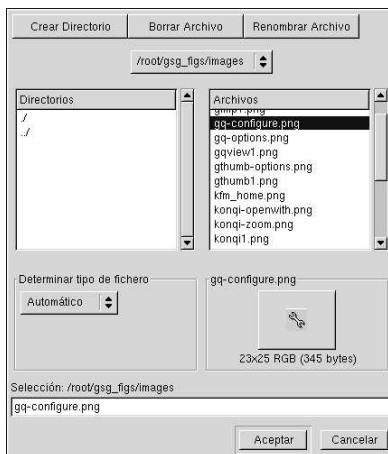 Crear Directorio Borrar Archivo Renombrar Archivo
/root/gsg_figs/images
Directorios
./
../
Archivos
gq-configure.png
gq-options.png
gqview1.png
gthumb-options.png
gthumb1.png
kfm_home.png
konqi-openwith.png
konqi-zoom.png
konqi1.png
Determinar tipo de fichero
Automático
gq-configure.png
23x25 RGB (345 bytes)
Selección: /root/gsg_figs/images
gq-configure.png
Aceptar Cancelar